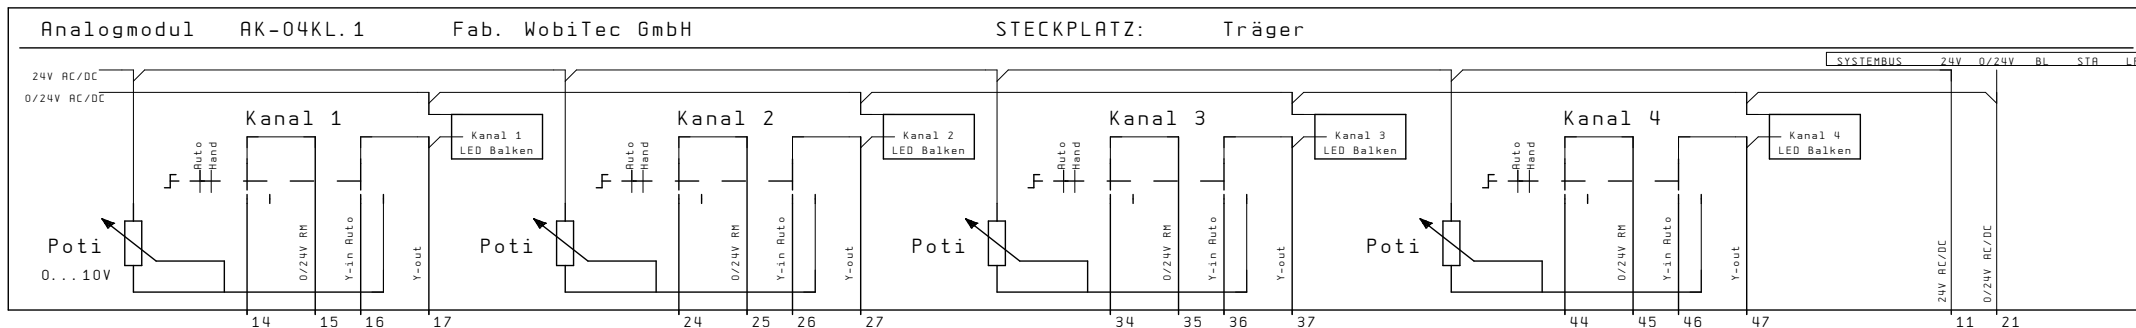 Analogmodul AK-04KL.1 Fab. WobiTec GmbH STECKPLATZ: Träger
SYSTEMBUS 24V 0/24V BL STA
24V AC/DC
0/24V AC/DC
Kanal 1 Kanal 2 Kanal 3 Kanal 4
Kanal 1
LED Balken
Kanal 2
LED Balken
Kanal 3
LED Balken
Kanal 4
LED Balken
Auto
Hand
Auto
Hand
Auto
Hand
Auto
Hand
Poti
0...10V
0/24V RM
Y-in Auto
Y-out
Poti
0/24V RM
Y-in Auto
Y-out
Poti
0/24V RM
Y-in Auto
Y-out
Poti
0/24V RM
Y-in Auto
Y-out
24V AC/DC
0/24V AC/DC
14 15 16 17 24 25 26 27 34 35 36 37 44 45 46 47 11 21